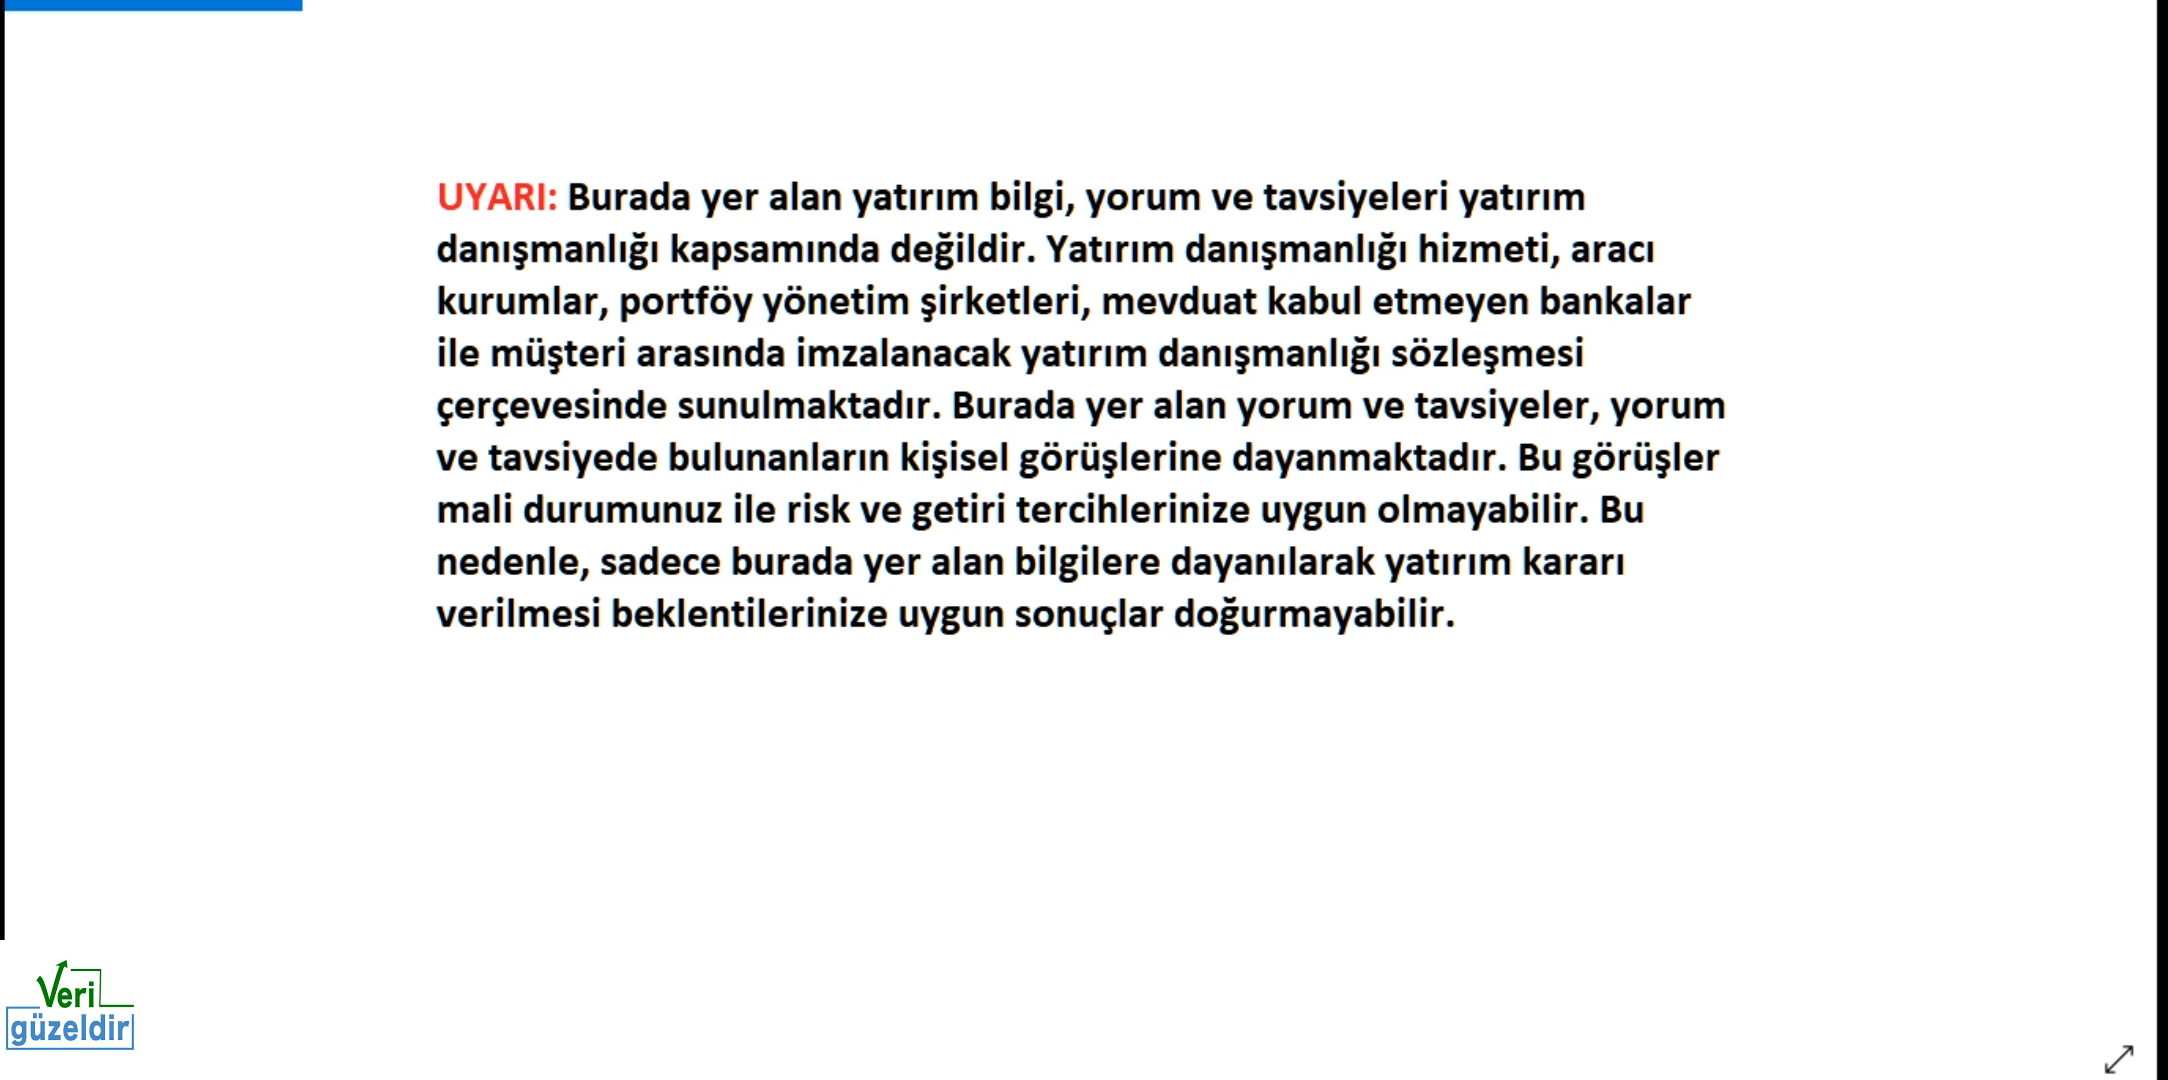 UYARI: Burada yer alan yatırım bilgi, yorum ve tavsiyeleri yatırım
danışmanlığı kapsamında değildir. Yatırım danışmanlığı hizmeti, aracı
kurumlar, portföy yönetim şirketleri, mevduat kabul etmeyen bankalar
ile müşteri arasında imzalanacak yatırım danışmanlığı sözleşmesi
çerçevesinde sunulmaktadır. Burada yer alan yorum ve tavsiyeler, yorum
ve tavsiyede bulunanların kişisel görüşlerine dayanmaktadır. Bu görüşler
mali durumunuz ile risk ve getiri tercihlerinize uygun olmayabilir. Bu
nedenle, sadece burada yer alan bilgilere dayanılarak yatırım kararı
verilmesi beklentilerinize uygun sonuçlar doğurmayabilir.
Veri
güzeldir